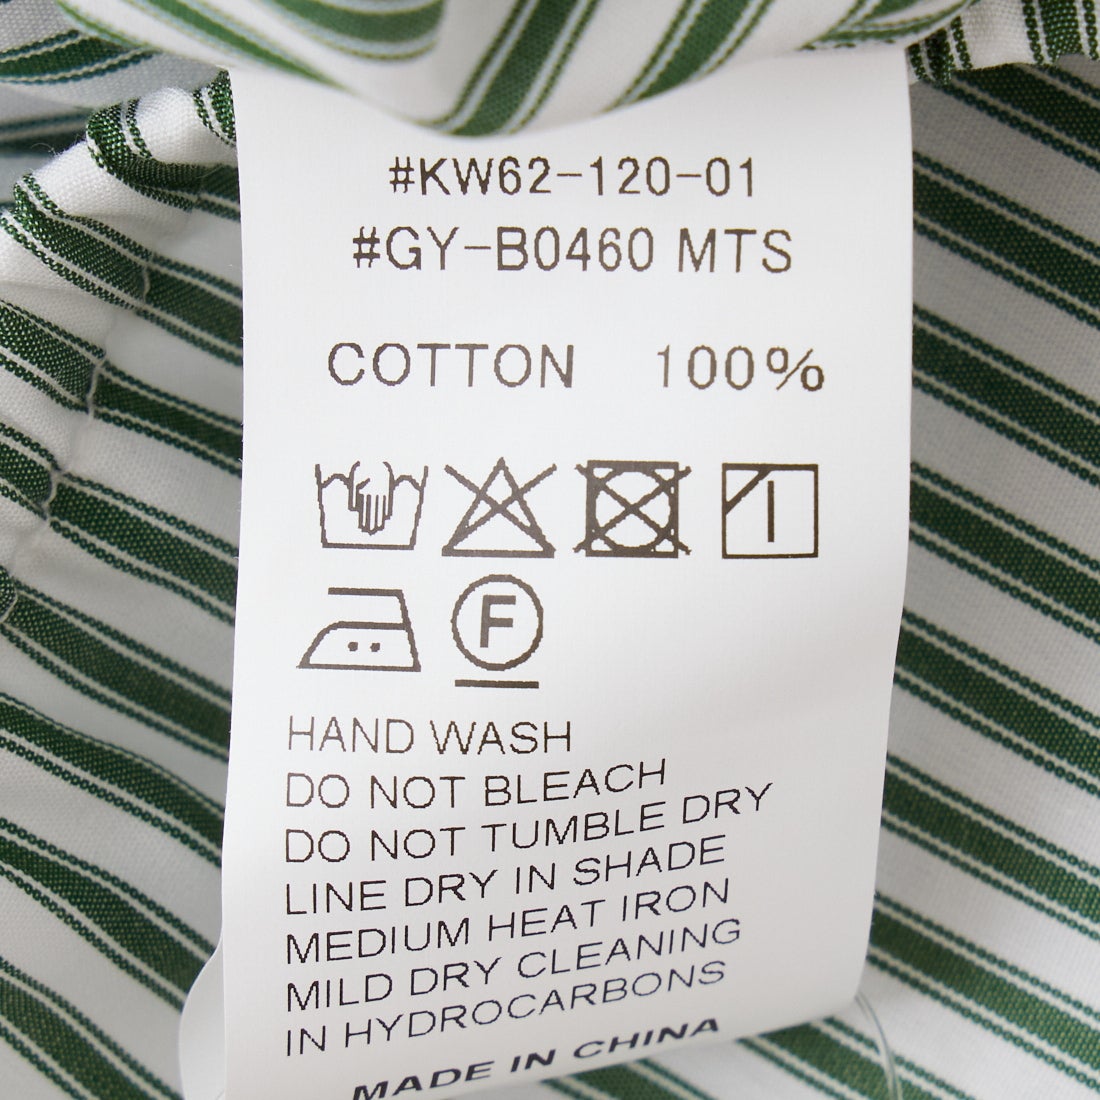 #KW62-120-01
#GY-B0460 MTS
COTTON 100%
F
HAND WASH
DO NOT BLEACH
DO NOT TUMBLE DRY
LINE DRY IN SHADE
MEDIUM HEAT IRON
MILD DRY CLEANING
IN HYDROCARBONS
MADE IN CHINA